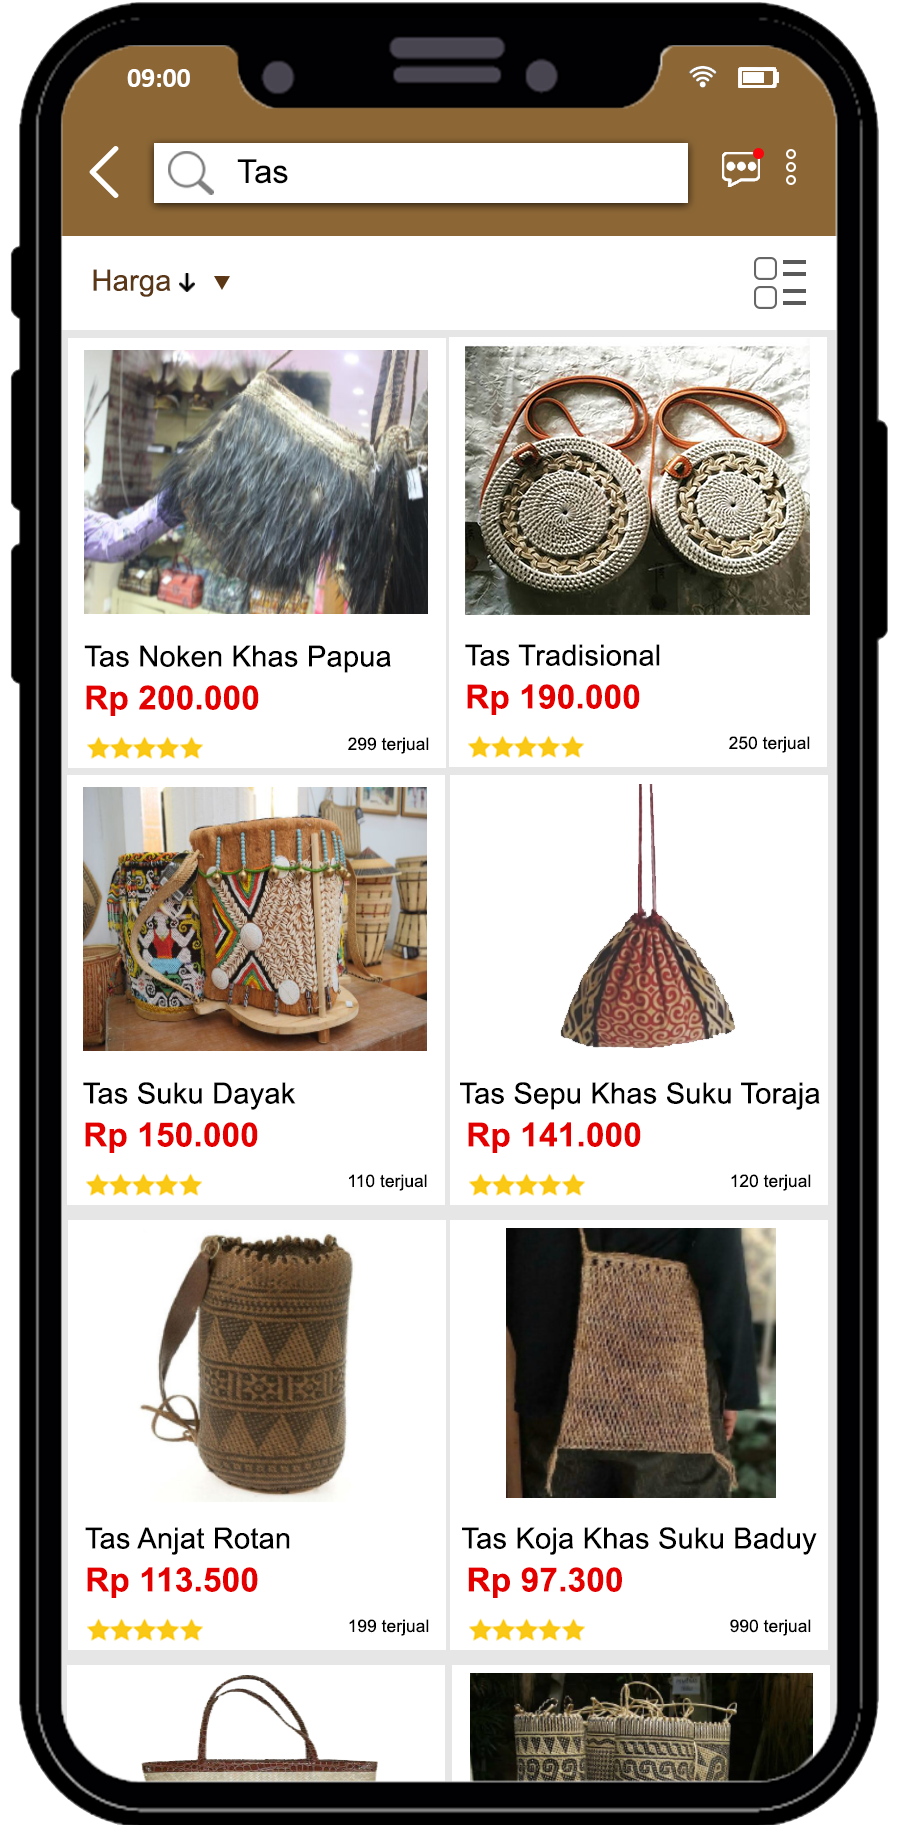 09:00
Tas
Harga
Tas Noken Khas Papua
Rp 200.000
299 terjual
Tas Tradisional
Rp 190.000
250 terjual
Tas Suku Dayak
Rp 150.000
110 terjual
Tas Sepu Khas Suku Toraja
Rp 141.000
120 terjual
Tas Anjat Rotan
Rp 113.500
199 terjual
Tas Koja Khas Suku Baduy
Rp 97.300
990 terjual